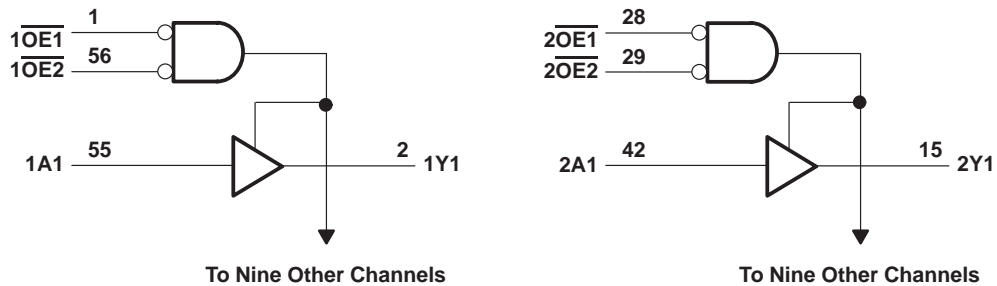 1
1OE1
56
1OE2
55
1A1
2
1Y1
To Nine Other Channels
28
2OE1
29
2OE2
42
2A1
15
2Y1
To Nine Other Channels